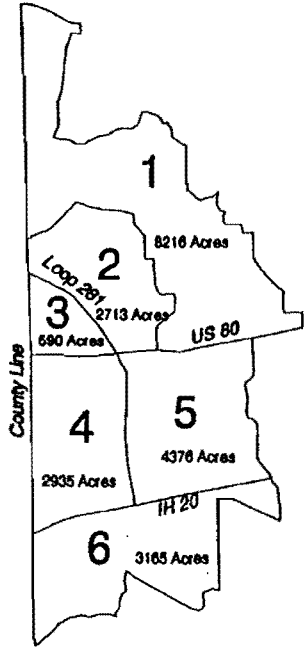 1
8216 Acres
2
Loop 281
2713 Acres
3
590 Acres
US 80
County Line
4
2935 Acres
5
4376 Acres
IH 20
6
3165 Acres